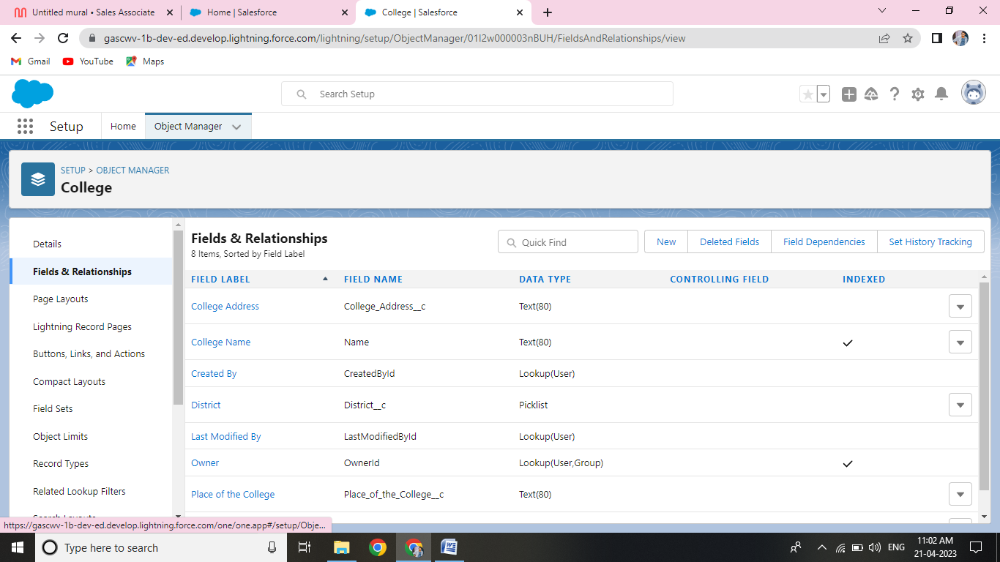 Untitled mural • Sales Associate
Home | Salesforce
College | Salesforce
gascwv-1b-dev-ed.develop.lightning.force.com/lightning/setup/ObjectManager/01I2w000003nBUH/FieldsAndRelationships/view
Gmail YouTube Maps
Search Setup
Setup Home Object Manager
SETUP > OBJECT MANAGER
College
Details
Fields & Relationships
Page Layouts
Lightning Record Pages
Buttons, Links, and Actions
Compact Layouts
Field Sets
Object Limits
Record Types
Related Lookup Filters
Search Layouts
Fields & Relationships
8 Items, Sorted by Field Label
Quick Find
New Deleted Fields Field Dependencies Set History Tracking
FIELD LABEL FIELD NAME DATA TYPE CONTROLLING FIELD INDEXED
College Address College_Address__c Text(80)
College Name Name Text(80)
Created By CreatedById Lookup(User)
District District__c Picklist
Last Modified By LastModifiedById Lookup(User)
Owner OwnerId Lookup(User,Group)
Place of the College Place_of_the_College__c Text(80)
https://gascwv-1b-dev-ed.develop.lightning.force.com/one/one.app#/setup/Obje...
Type here to search
ENG
11:02 AM
21-04-2023